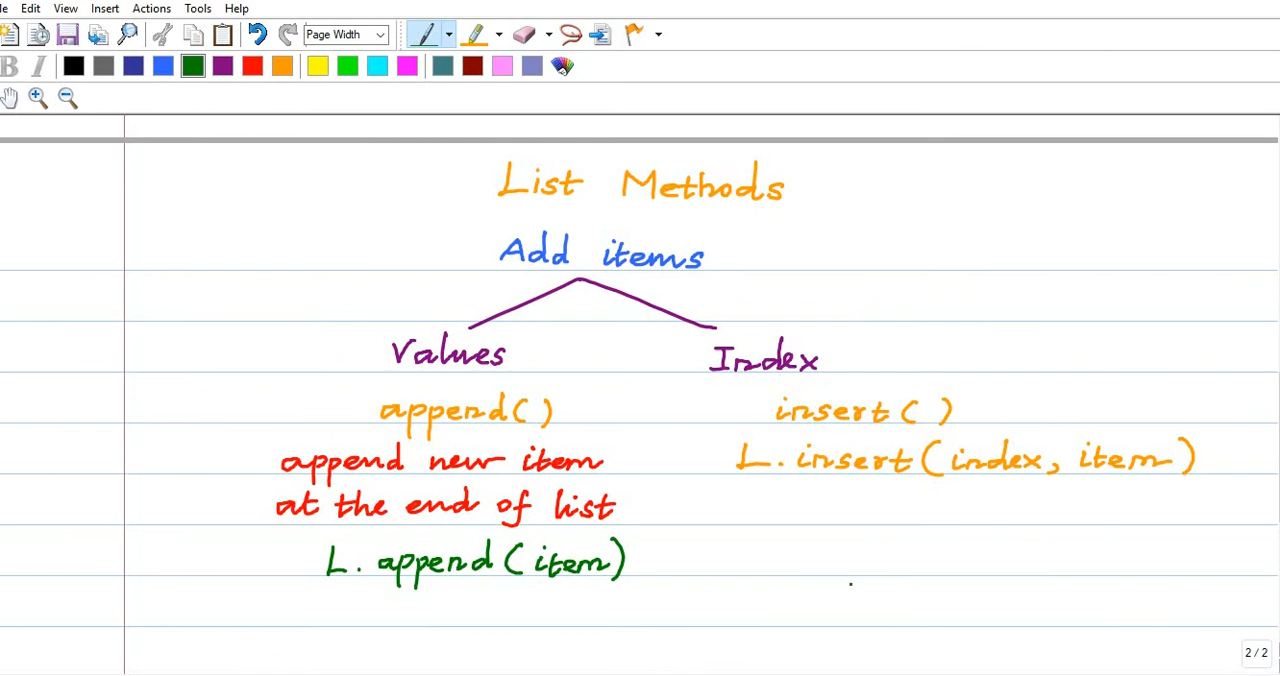 le Edit View Insert Actions Tools Help
Page Width
B I
List Methods
Add items
Values Index
append() insert()
append new item L.insert(index, item)
at the end of list
L.append(item)
2 / 2